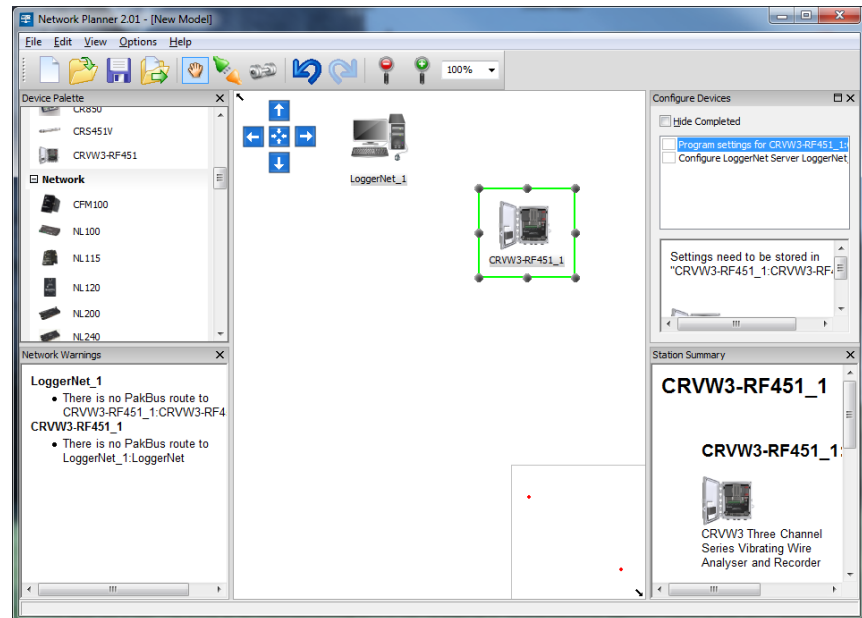 Network Planner 2.01 - [New Model]
File Edit View Options Help
100%
Device Palette
CR850
CRS451V
CRVW3-RF451
Network
CFM100
NL100
NL115
NL120
NL200
NL240
Network Warnings
LoggerNet_1
There is no PakBus route to
CRVW3-RF451_1:CRVW3-RF4
CRVW3-RF451_1
There is no PakBus route to
LoggerNet_1:LoggerNet
LoggerNet_1
CRVW3-RF451_1
Configure Devices
Hide Completed
Program settings for CRVW3-RF451_1:
Configure LoggerNet Server LoggerNet_
Settings need to be stored in
"CRVW3-RF451_1:CRVW3-RF
Station Summary
CRVW3-RF451_1
CRVW3-RF451_1:
CRVW3 Three Channel
Series Vibrating Wire
Analyser and Recorder